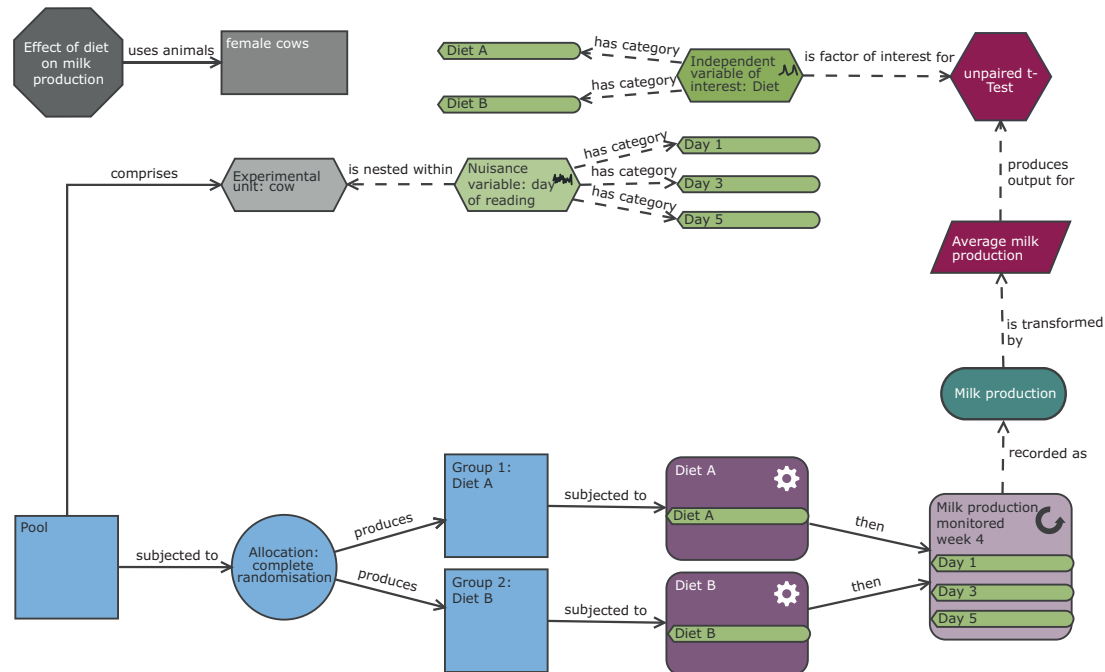 Effect of diet
on milk
production
uses animals
female cows
Diet A
has category
Diet B
has category
Independent
variable of
interest: Diet
is factor of interest for
unpaired t-
Test
comprises
Experimental
unit: cow
is nested within
Nuisance
variable: day
of reading
has category
Day 1
has category
Day 3
has category
Day 5
produces
output for
Average milk
production
is transformed
by
Milk production
recorded as
Pool
subjected to
Allocation:
complete
randomisation
produces
produces
Group 1:
Diet A
subjected to
Diet A
Diet A
then
Group 2:
Diet B
subjected to
Diet B
Diet B
then
Milk production
monitored
week 4
Day 1
Day 3
Day 5